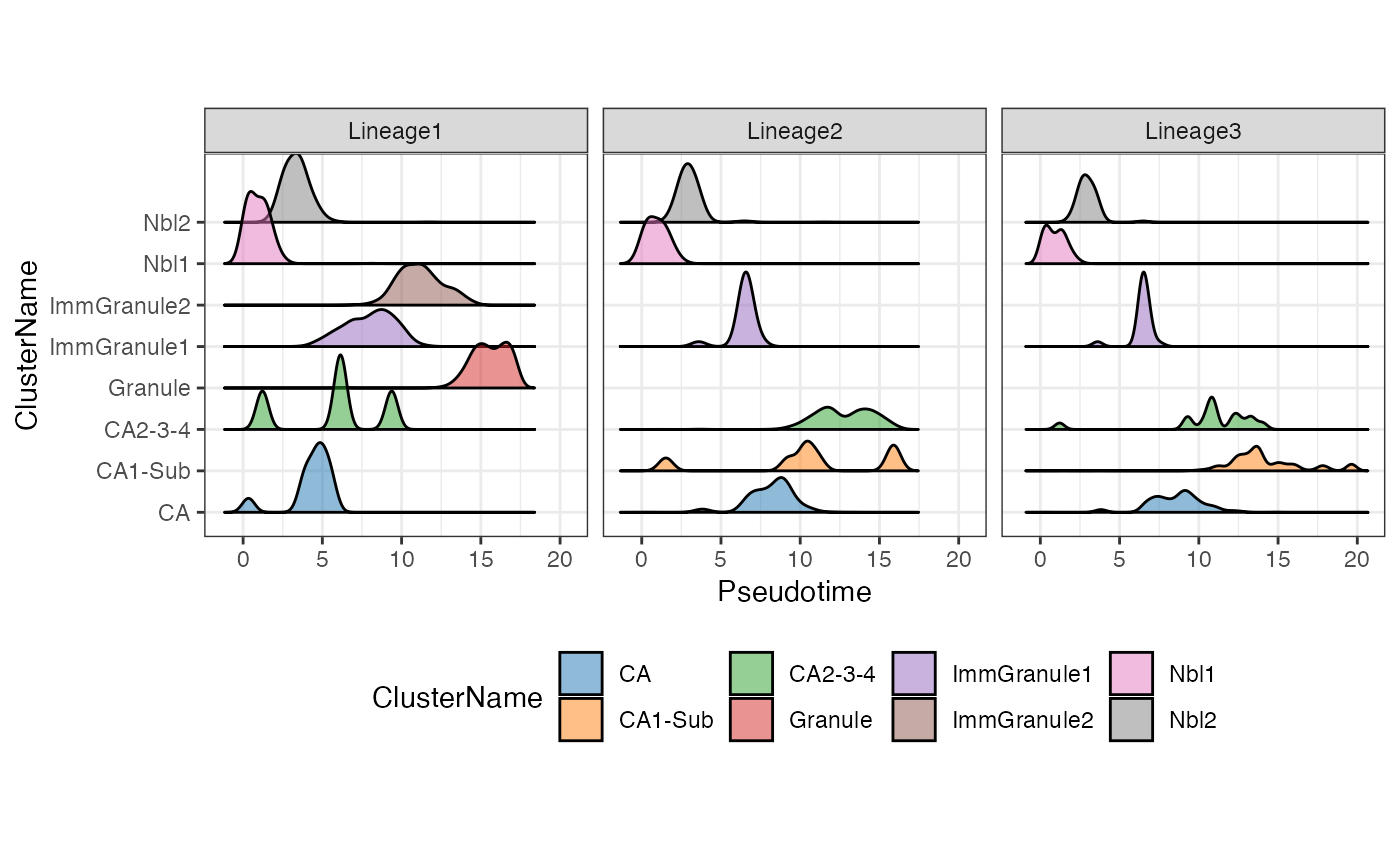 Lineage1 Lineage2 Lineage3
ClusterName
Nbl2
Nbl1
ImmGranule2
ImmGranule1
Granule
CA2-3-4
CA1-Sub
CA
0 5 10 15 20 0 5 10 15 20 0 5 10 15 20
Pseudotime
ClusterName
CA CA2-3-4 ImmGranule1 Nbl1
CA1-Sub Granule ImmGranule2 Nbl2